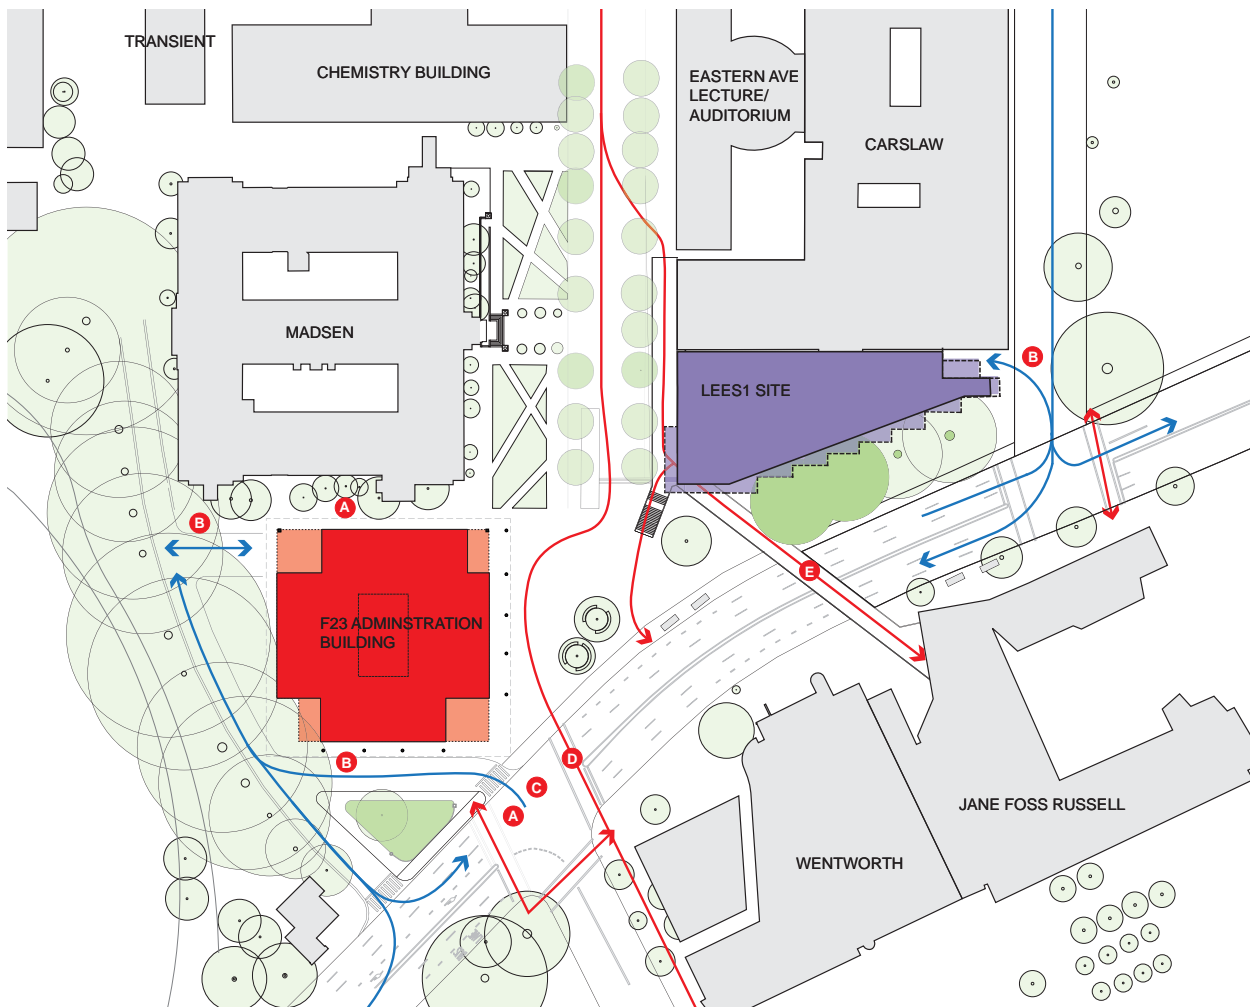 TRANSIENT
CHEMISTRY BUILDING
EASTERN AVE
LECTURE/
AUDITORIUM
CARSLAW
MADSEN
B
LEES1 SITE
A
B
E
F23 ADMINSTRATION
BUILDING
D
B
C
A
JANE FOSS RUSSELL
WENTWORTH